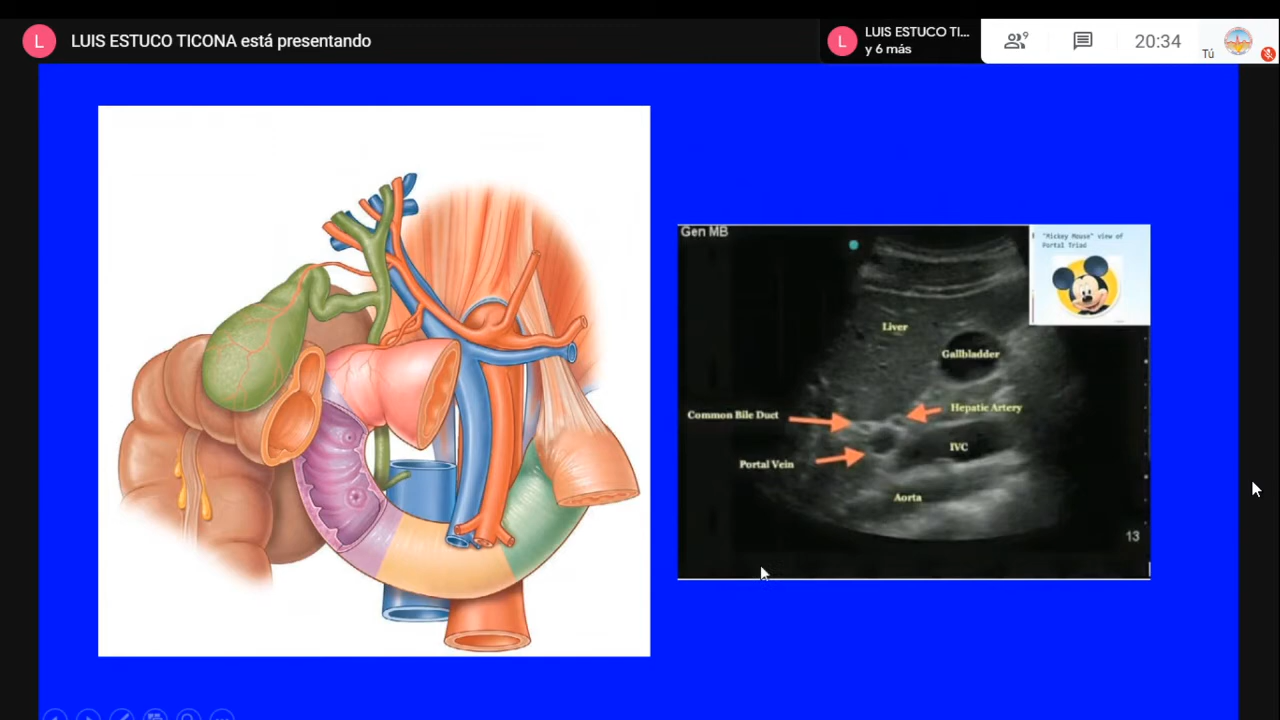 L
LUIS ESTUCO TICONA está presentando
L
LUIS ESTUCO TI...
y 6 más
9
20:34
Tú
Gen MB
"Mickey Mouse" view of
Portal Triad
Liver
Gallbladder
Common Bile Duct
Hepatic Artery
IVC
Portal Vein
Aorta
13